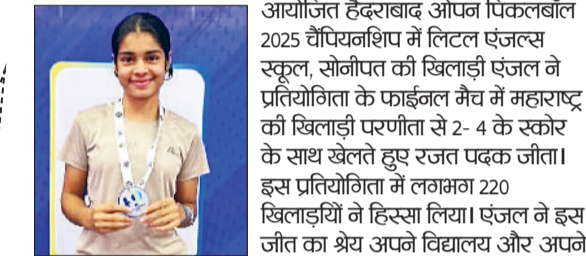 आयोजित हैदराबाद ओपन पिकलबॉल
2025 चैंपियनशिप में लिटल एंजल्स
स्कूल, सोनीपत की खिलाड़ी एंजल ने
प्रतियोगिता के फाईनल मैच में महाराष्ट्र
की खिलाड़ी परणीता से 2- 4 के स्कोर
के साथ खेलते हुए रजत पदक जीता।
इस प्रतियोगिता में लगभग 220
खिलाड़यिों ने हिस्सा लिया। एंजल ने इस
जीत का श्रेय अपने विद्यालय और अपने